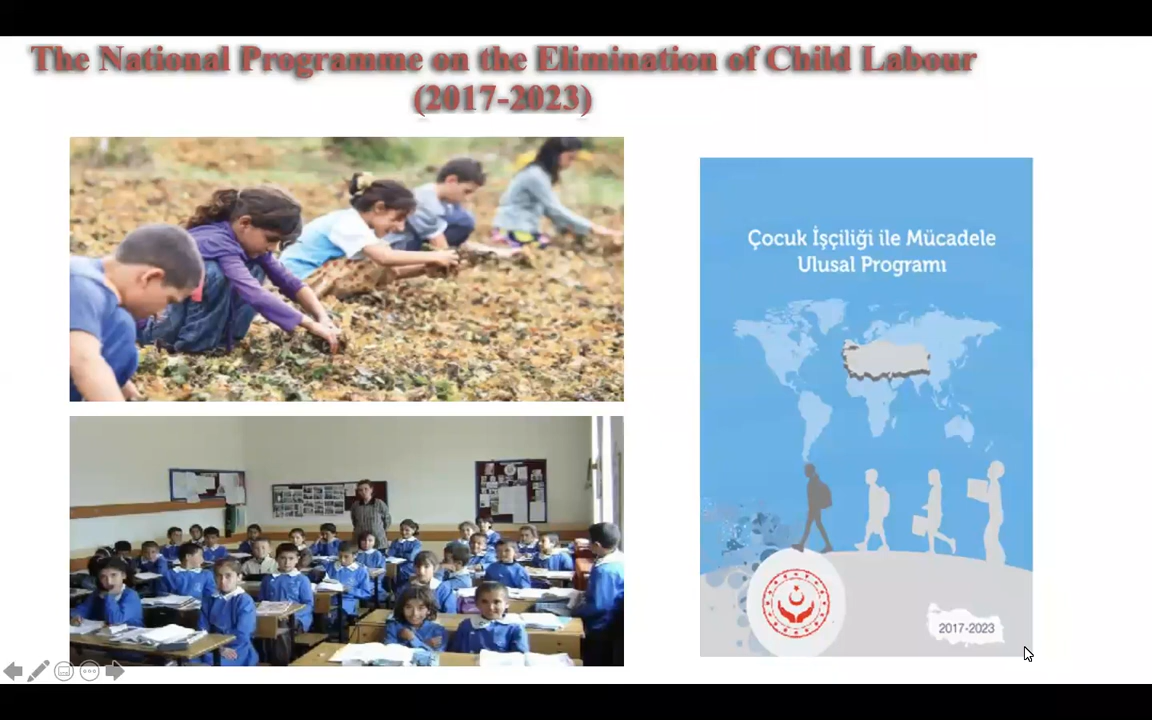 The National Programme on the Elimination of Child Labour
(2017-2023)
Çocuk İşçiliği ile Mücadele
Ulusal Programı
2017-2023